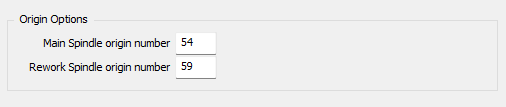 Origin Options
Main Spindle origin number 54
Rework Spindle origin number 59